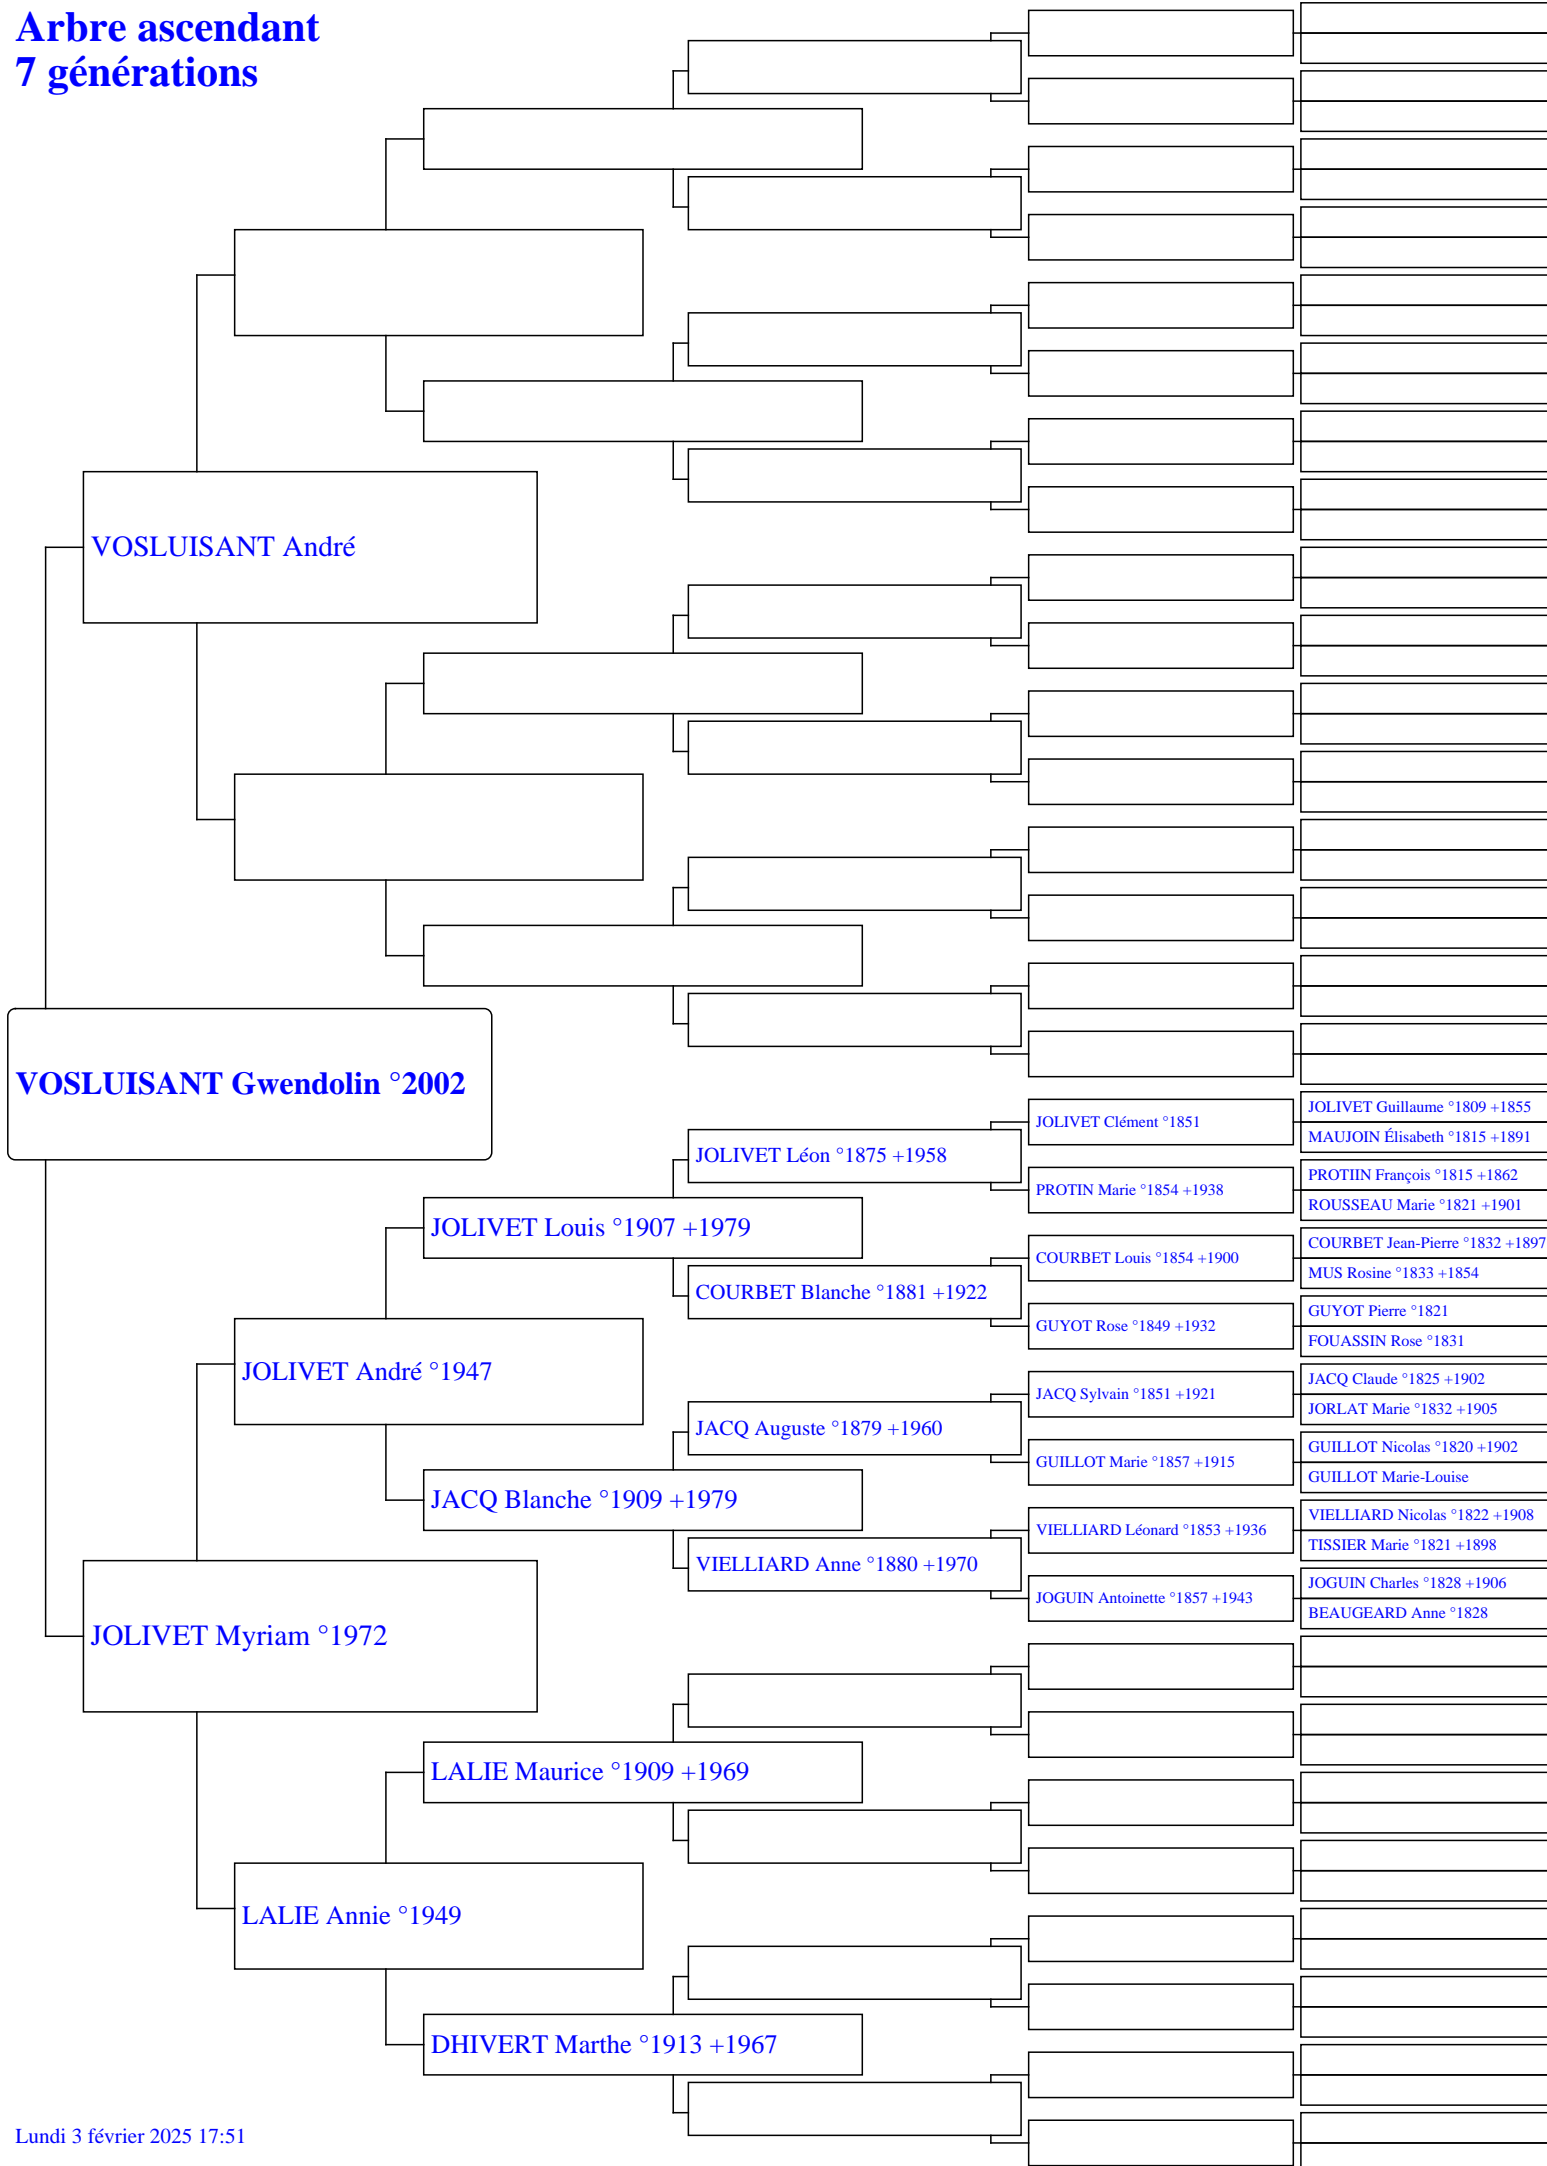 Arbre ascendant
7 générations
VOSLUISANT André
VOSLUISANT Gwendolin °2002
JOLIVET Clément °1851
JOLIVET Guillaume °1809 +1855
MAUJOIN Élisabeth °1815 +1891
JOLIVET Léon °1875 +1958
PROTIN Marie °1854 +1938
PROTIIN François °1815 +1862
ROUSSEAU Marie °1821 +1901
JOLIVET Louis °1907 +1979
COURBET Louis °1854 +1900
COURBET Jean-Pierre °1832 +1897
MUS Rosine °1833 +1854
COURBET Blanche °1881 +1922
GUYOT Rose °1849 +1932
GUYOT Pierre °1821
FOUASSIN Rose °1831
JOLIVET André °1947
JACQ Sylvain °1851 +1921
JACQ Claude °1825 +1902
JORLAT Marie °1832 +1905
JACQ Auguste °1879 +1960
GUILLOT Marie °1857 +1915
GUILLOT Nicolas °1820 +1902
GUILLOT Marie-Louise
JACQ Blanche °1909 +1979
VIELLIARD Léonard °1853 +1936
VIELLIARD Nicolas °1822 +1908
TISSIER Marie °1821 +1898
VIELLIARD Anne °1880 +1970
JOGUIN Antoinette °1857 +1943
JOGUIN Charles °1828 +1906
BEAUGEARD Anne °1828
JOLIVET Myriam °1972
LALIE Maurice °1909 +1969
LALIE Annie °1949
DHIVERT Marthe °1913 +1967
Lundi 3 février 2025 17:51